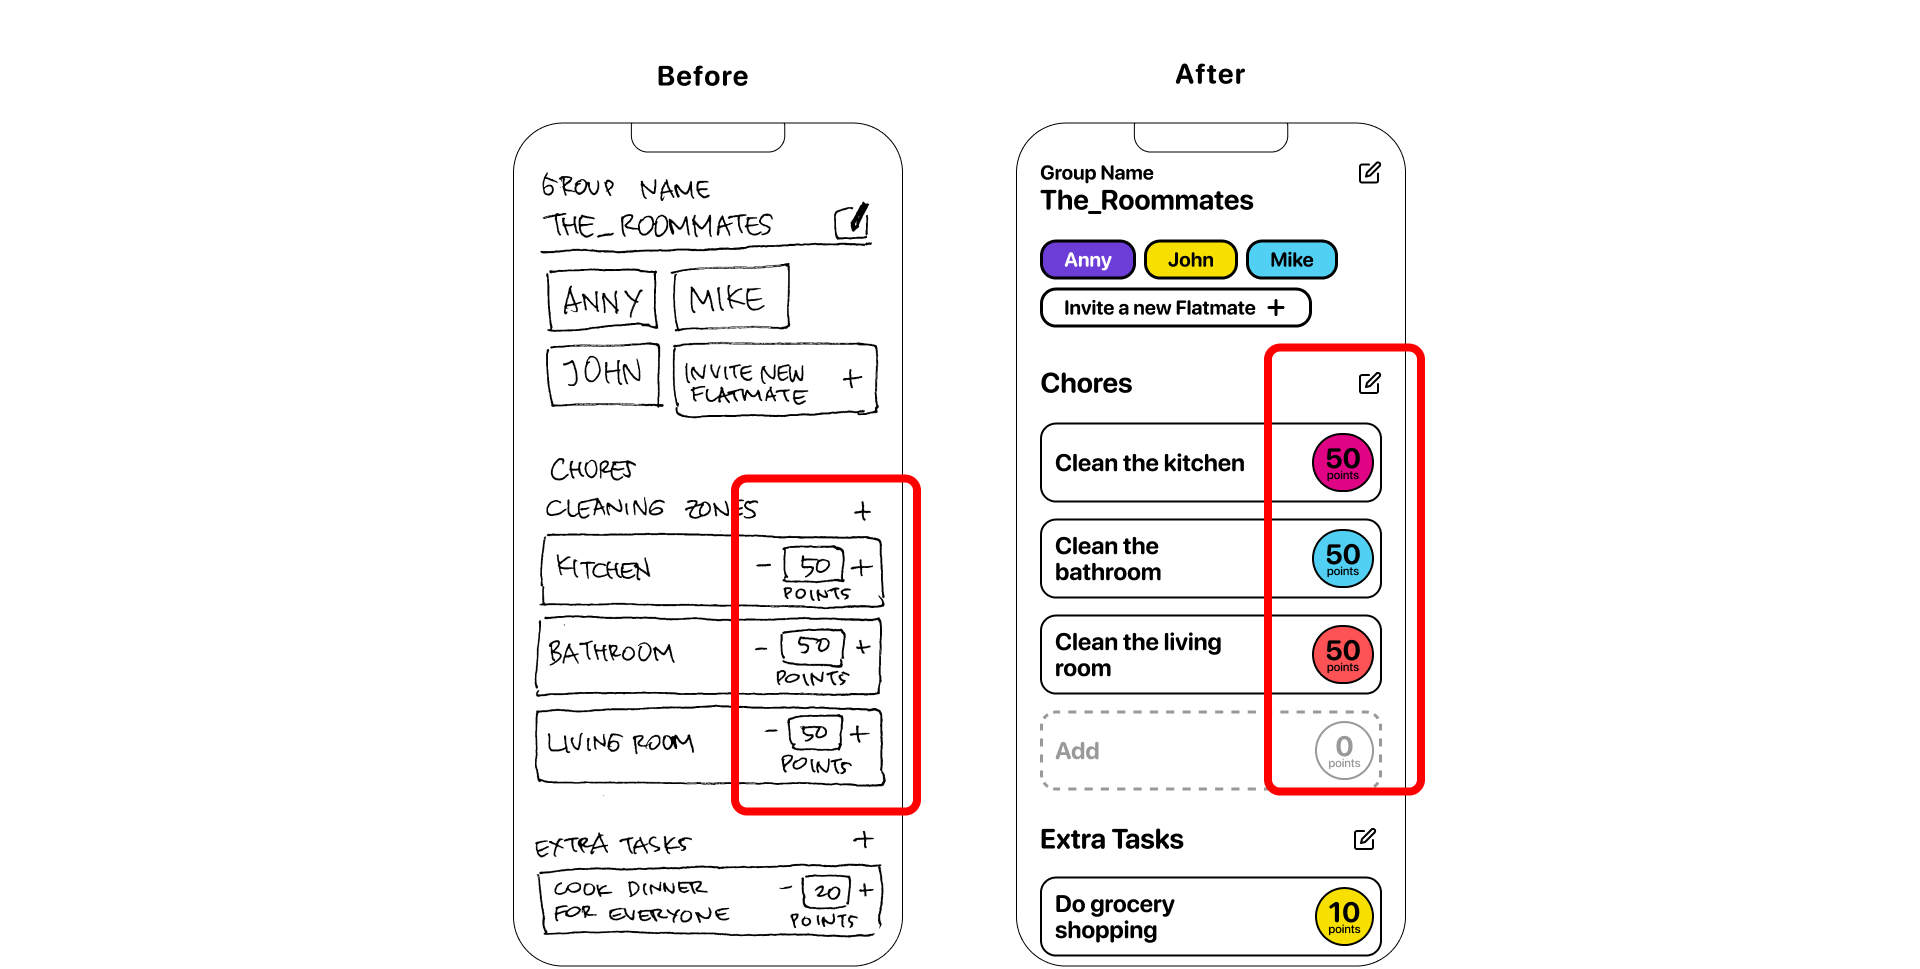 Before
GROUP NAME
THE_ROOMMATES
ANNY
MIKE
JOHN
INVITE NEW
FLATMATE +
CHORES
CLEANING ZONES +
KITCHEN - 50 +
POINTS
BATHROOM - 50 +
POINTS
LIVING ROOM - 50 +
POINTS
EXTRA TASKS +
COOK DINNER - 20 +
FOR EVERYONE POINTS
After
Group Name
The_Roommates
Anny
John
Mike
Invite a new Flatmate +
Chores
Clean the kitchen
50
points
Clean the
bathroom
50
points
Clean the living
room
50
points
Add
0
points
Extra Tasks
Do grocery
shopping
10
points